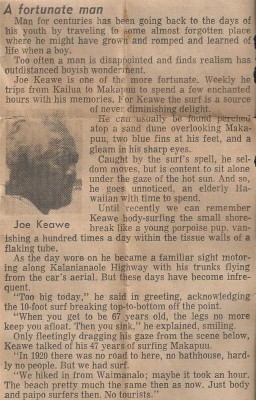 A fortunate man
Man for centuries has been going back to the days of
his youth by traveling to some almost forgotten place
where he might have grown and romped and learned of
life when a boy.
Too often a man is disappointed and finds realism has
outdistanced boyish wonderment.
Joe Keawe is one of the more fortunate. Weekly he
trips from Kailua to Makapuu to spend a few enchanted
hours with his memories. For Keawe the surf is a source
of never diminishing delight.
He can usually be found perched
atop a sand dune overlooking Maka-
puu, two blue fins at his feet, and a
gleam in his sharp eyes.
Caught by the surf's spell, he sel-
dom moves, but is content to sit alone
under the gaze of the hot sun. And so,
he goes unnoticed, an elderly Ha-
waiian with time to spend.
Until recently we can remember
Keawe body-surfing the small shore-
break like a young porpoise pup, van-
ishing a hundred times a day within the tissue walls of a
flaking tube.
As the day wore on he became a familiar sight motor-
ing along Kalanianaole Highway with his trunks flying
from the car's aerial. But these days have become infre-
quent.
"Too big today," he said in greeting, acknowledging
the 10-foot surf breaking top-to-bottom off the point.
"When you get to be 67 years old, the legs no more
keep you afloat. Then you sink," he explained, smiling.
Only fleetingly dragging his gaze from the scene below,
Keawe talked of his 47 years of surfing Makapuu.
"In 1920 there was no road to here, no bathhouse, hard-
ly no people. But we had surf.
"We hiked in from Waimanalo; maybe it took an hour.
The beach pretty much the same then as now. Just body
and paipo surfers then. No tourists."
Joe Keawe